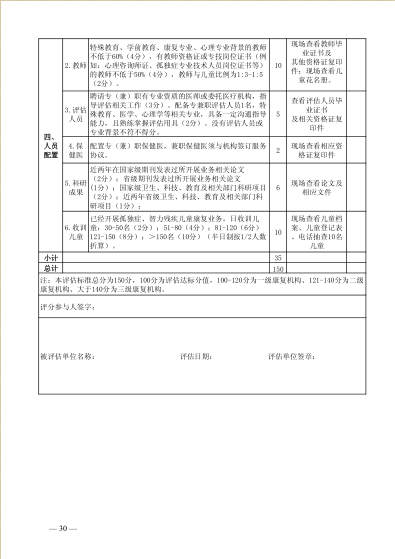 四、
人员
配置
2.教师
特殊教育、学前教育、康复专业、心理专业背景的教师
不低于60%（4分），有教师资格证或专技岗位证书（例
如：心理咨询师证、孤独症专业技术人员岗位证书等）
的教师不低于50%（4分），教师与儿童比例为1:3-1:5
（2分）。
10
现场查看教师毕
业证书及
其他资格证复印
件；现场查看儿
童花名册。
3.评估
人员
聘请专（兼）职有专业资质的医师或委托医疗机构，指
导评估相关工作（3分）。配备专兼职评估人员1名，特
殊教育、医学、心理学等相关专业，具备一定沟通指导
能力，且熟练掌握评估用具（2分）。没有评估人员或
专业背景不符不得分。
5
查看评估人员毕
业证书
及相关资格证复
印件
4.保
健医
配置专（兼）职保健医，兼职保健医须与机构签订服务
协议。
2
现场查看相应资
格证复印件
5.科研
成果
近两年在国家级期刊发表过所开展业务相关论文
（2分）；省级期刊发表过所开展业务相关论文
（1分）；国家级卫生、科技、教育及相关部门科研项目
（2分）；近两年省级卫生、科技、教育及相关部门科
研项目（1分）；
6
现场查看论文及
相应文件
6.收训
儿童
已经开展孤独症、智力残疾儿童康复业务，日收训儿
童：30-50名（2分）；51-80（4分）；81-120（6分）
121-150（8分）；＞150名（10分）（半日制按1/2人数
折算）。
10
现场查看儿童档
案、儿童登记表
、电话抽查10名
儿童
小计
35
总计
150
注：本评估标准总分为150分，100分为评估达标分值，100-120分为一级康复机构、121-140分为二级
康复机构、大于140分为三级康复机构。
评分参与人签字：
被评估单位名称： 评估日期： 评估单位签章：
— 30 —